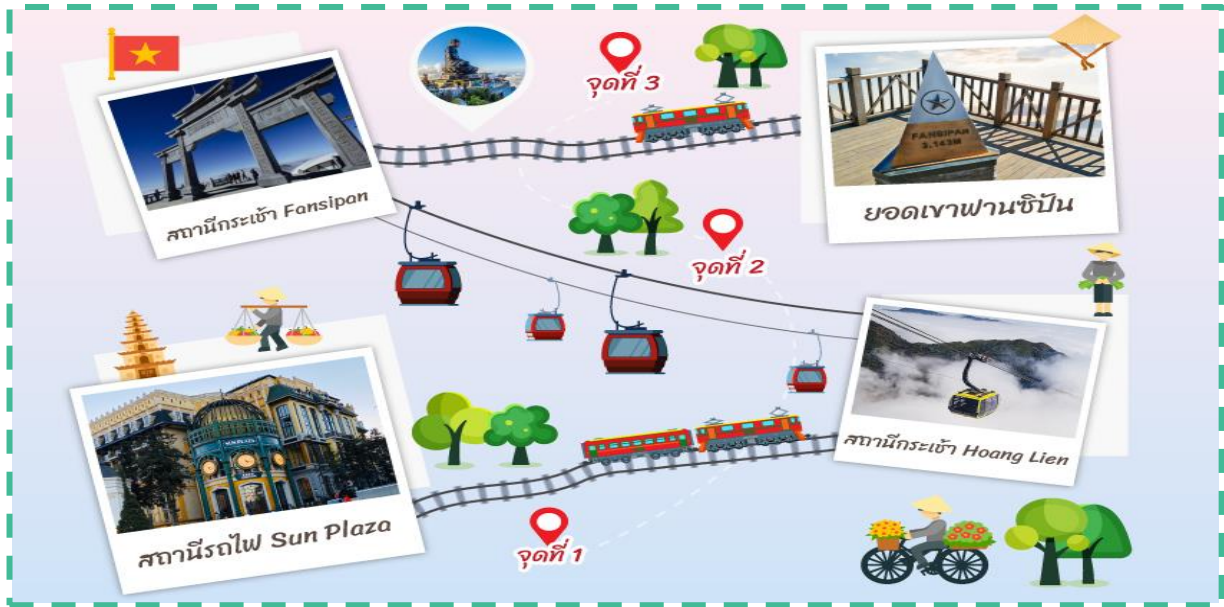 จุดที่ 3
FANSIPAN
3.143M
สถานีกระเช้า Fansipan
ยอดเขาฟานซิปัน
จุดที่ 2
SUN PLAZA
สถานีกระเช้า Hoang Lien
สถานีรถไฟ Sun Plaza
จุดที่ 1